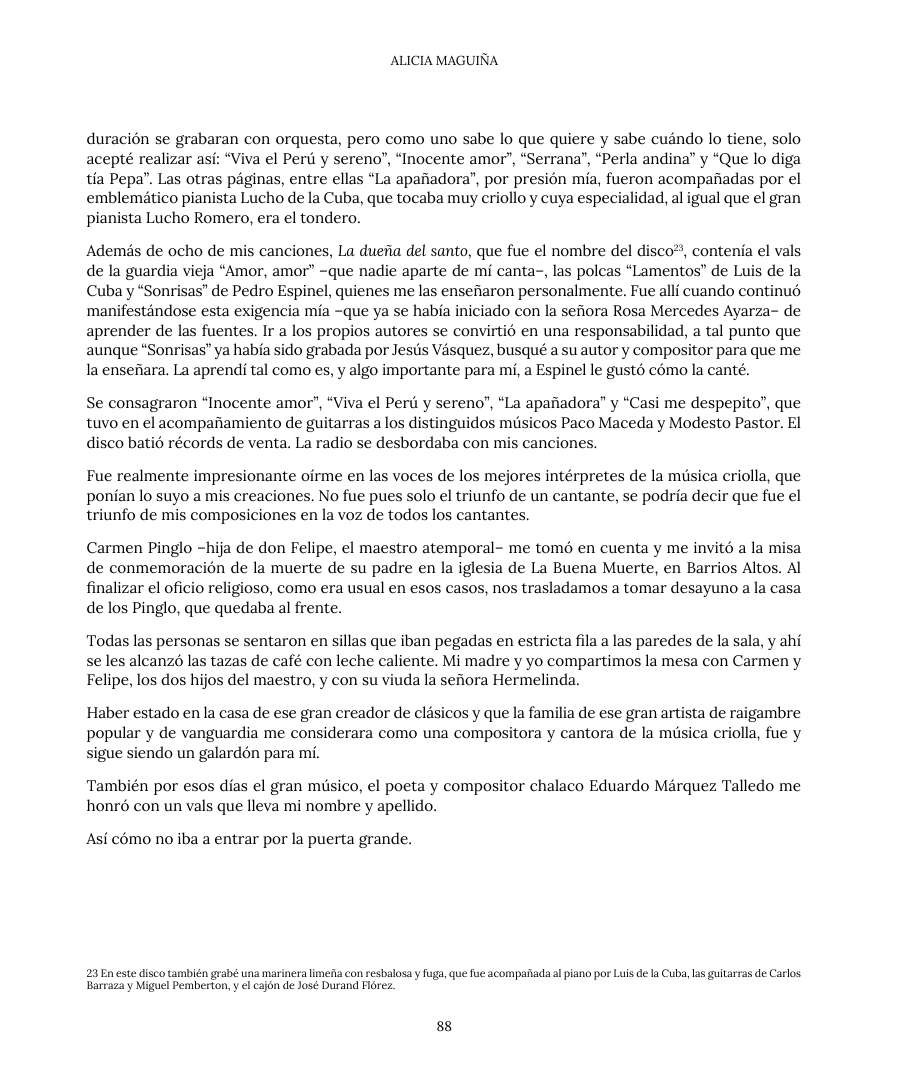 ALICIA MAGUIÑA
duración se grabaran con orquesta, pero como uno sabe lo que quiere y sabe cuándo lo tiene, solo
acepté realizar así: “Viva el Perú y sereno”, “Inocente amor”, “Serrana”, “Perla andina” y “Que lo diga
tía Pepa”. Las otras páginas, entre ellas “La apañadora”, por presión mía, fueron acompañadas por el
emblemático pianista Lucho de la Cuba, que tocaba muy criollo y cuya especialidad, al igual que el gran
pianista Lucho Romero, era el tondero.
Además de ocho de mis canciones, La dueña del santo, que fue el nombre del disco²³, contenía el vals
de la guardia vieja “Amor, amor” –que nadie aparte de mí canta–, las polcas “Lamentos” de Luis de la
Cuba y “Sonrisas” de Pedro Espinel, quienes me las enseñaron personalmente. Fue allí cuando continuó
manifestándose esta exigencia mía –que ya se había iniciado con la señora Rosa Mercedes Ayarza– de
aprender de las fuentes. Ir a los propios autores se convirtió en una responsabilidad, a tal punto que
aunque “Sonrisas” ya había sido grabada por Jesús Vásquez, busqué a su autor y compositor para que me
la enseñara. La aprendí tal como es, y algo importante para mí, a Espinel le gustó cómo la canté.
Se consagraron “Inocente amor”, “Viva el Perú y sereno”, “La apañadora” y “Casi me despepito”, que
tuvo en el acompañamiento de guitarras a los distinguidos músicos Paco Maceda y Modesto Pastor. El
disco batió récords de venta. La radio se desbordaba con mis canciones.
Fue realmente impresionante oírme en las voces de los mejores intérpretes de la música criolla, que
ponían lo suyo a mis creaciones. No fue pues solo el triunfo de un cantante, se podría decir que fue el
triunfo de mis composiciones en la voz de todos los cantantes.
Carmen Pinglo –hija de don Felipe, el maestro atemporal– me tomó en cuenta y me invitó a la misa
de conmemoración de la muerte de su padre en la iglesia de La Buena Muerte, en Barrios Altos. Al
finalizar el oficio religioso, como era usual en esos casos, nos trasladamos a tomar desayuno a la casa
de los Pinglo, que quedaba al frente.
Todas las personas se sentaron en sillas que iban pegadas en estricta fila a las paredes de la sala, y ahí
se les alcanzó las tazas de café con leche caliente. Mi madre y yo compartimos la mesa con Carmen y
Felipe, los dos hijos del maestro, y con su viuda la señora Hermelinda.
Haber estado en la casa de ese gran creador de clásicos y que la familia de ese gran artista de raigambre
popular y de vanguardia me considerara como una compositora y cantora de la música criolla, fue y
sigue siendo un galardón para mí.
También por esos días el gran músico, el poeta y compositor chalaco Eduardo Márquez Talledo me
honró con un vals que lleva mi nombre y apellido.
Así cómo no iba a entrar por la puerta grande.
23 En este disco también grabé una marinera limeña con resbalosa y fuga, que fue acompañada al piano por Luis de la Cuba, las guitarras de Carlos
Barraza y Miguel Pemberton, y el cajón de José Durand Flórez.
88